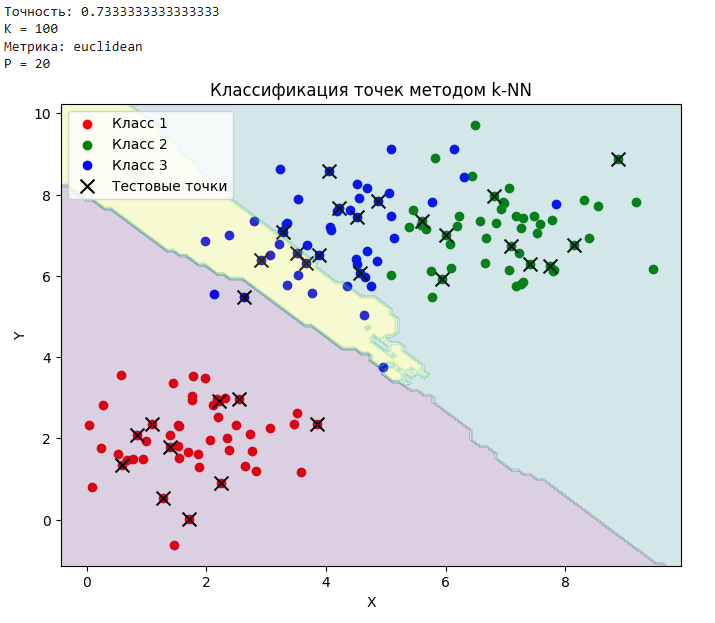 Точность: 0.7333333333333333
K = 100
Метрика: euclidean
P = 20
Классификация точек методом k-NN
Класс 1
Класс 2
Класс 3
Тестовые точки
10
8
6
4
2
0
Y
0 2 4 6 8
X